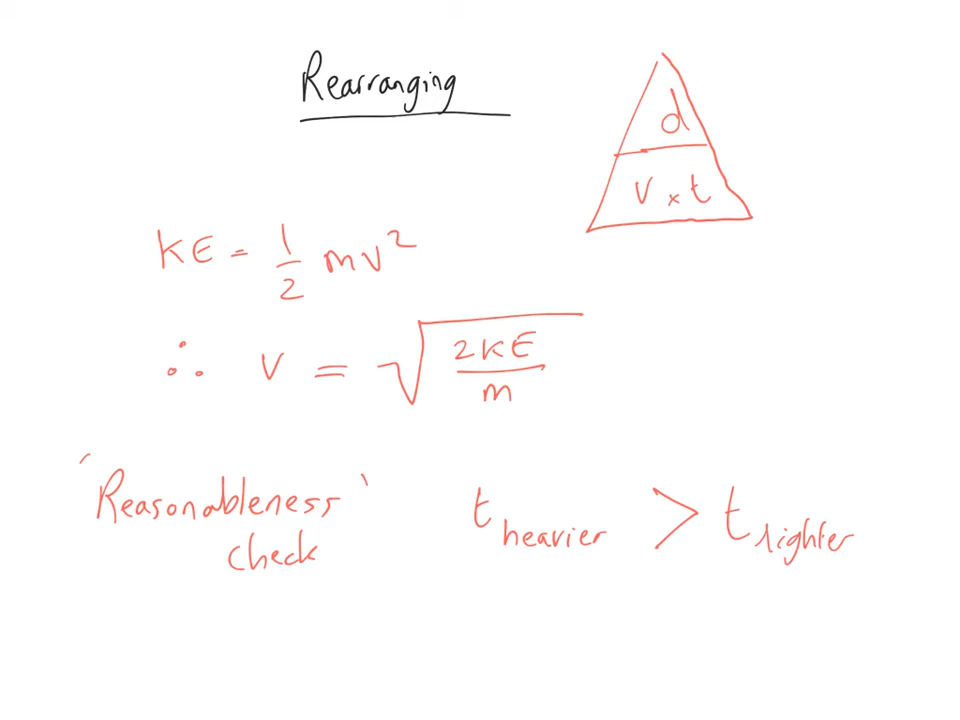 Rearranging
d
v × t
KE = 1/2 mv²
∴ v = √(2KE/m)
'Reasonableness' check
t heavier > t lighter